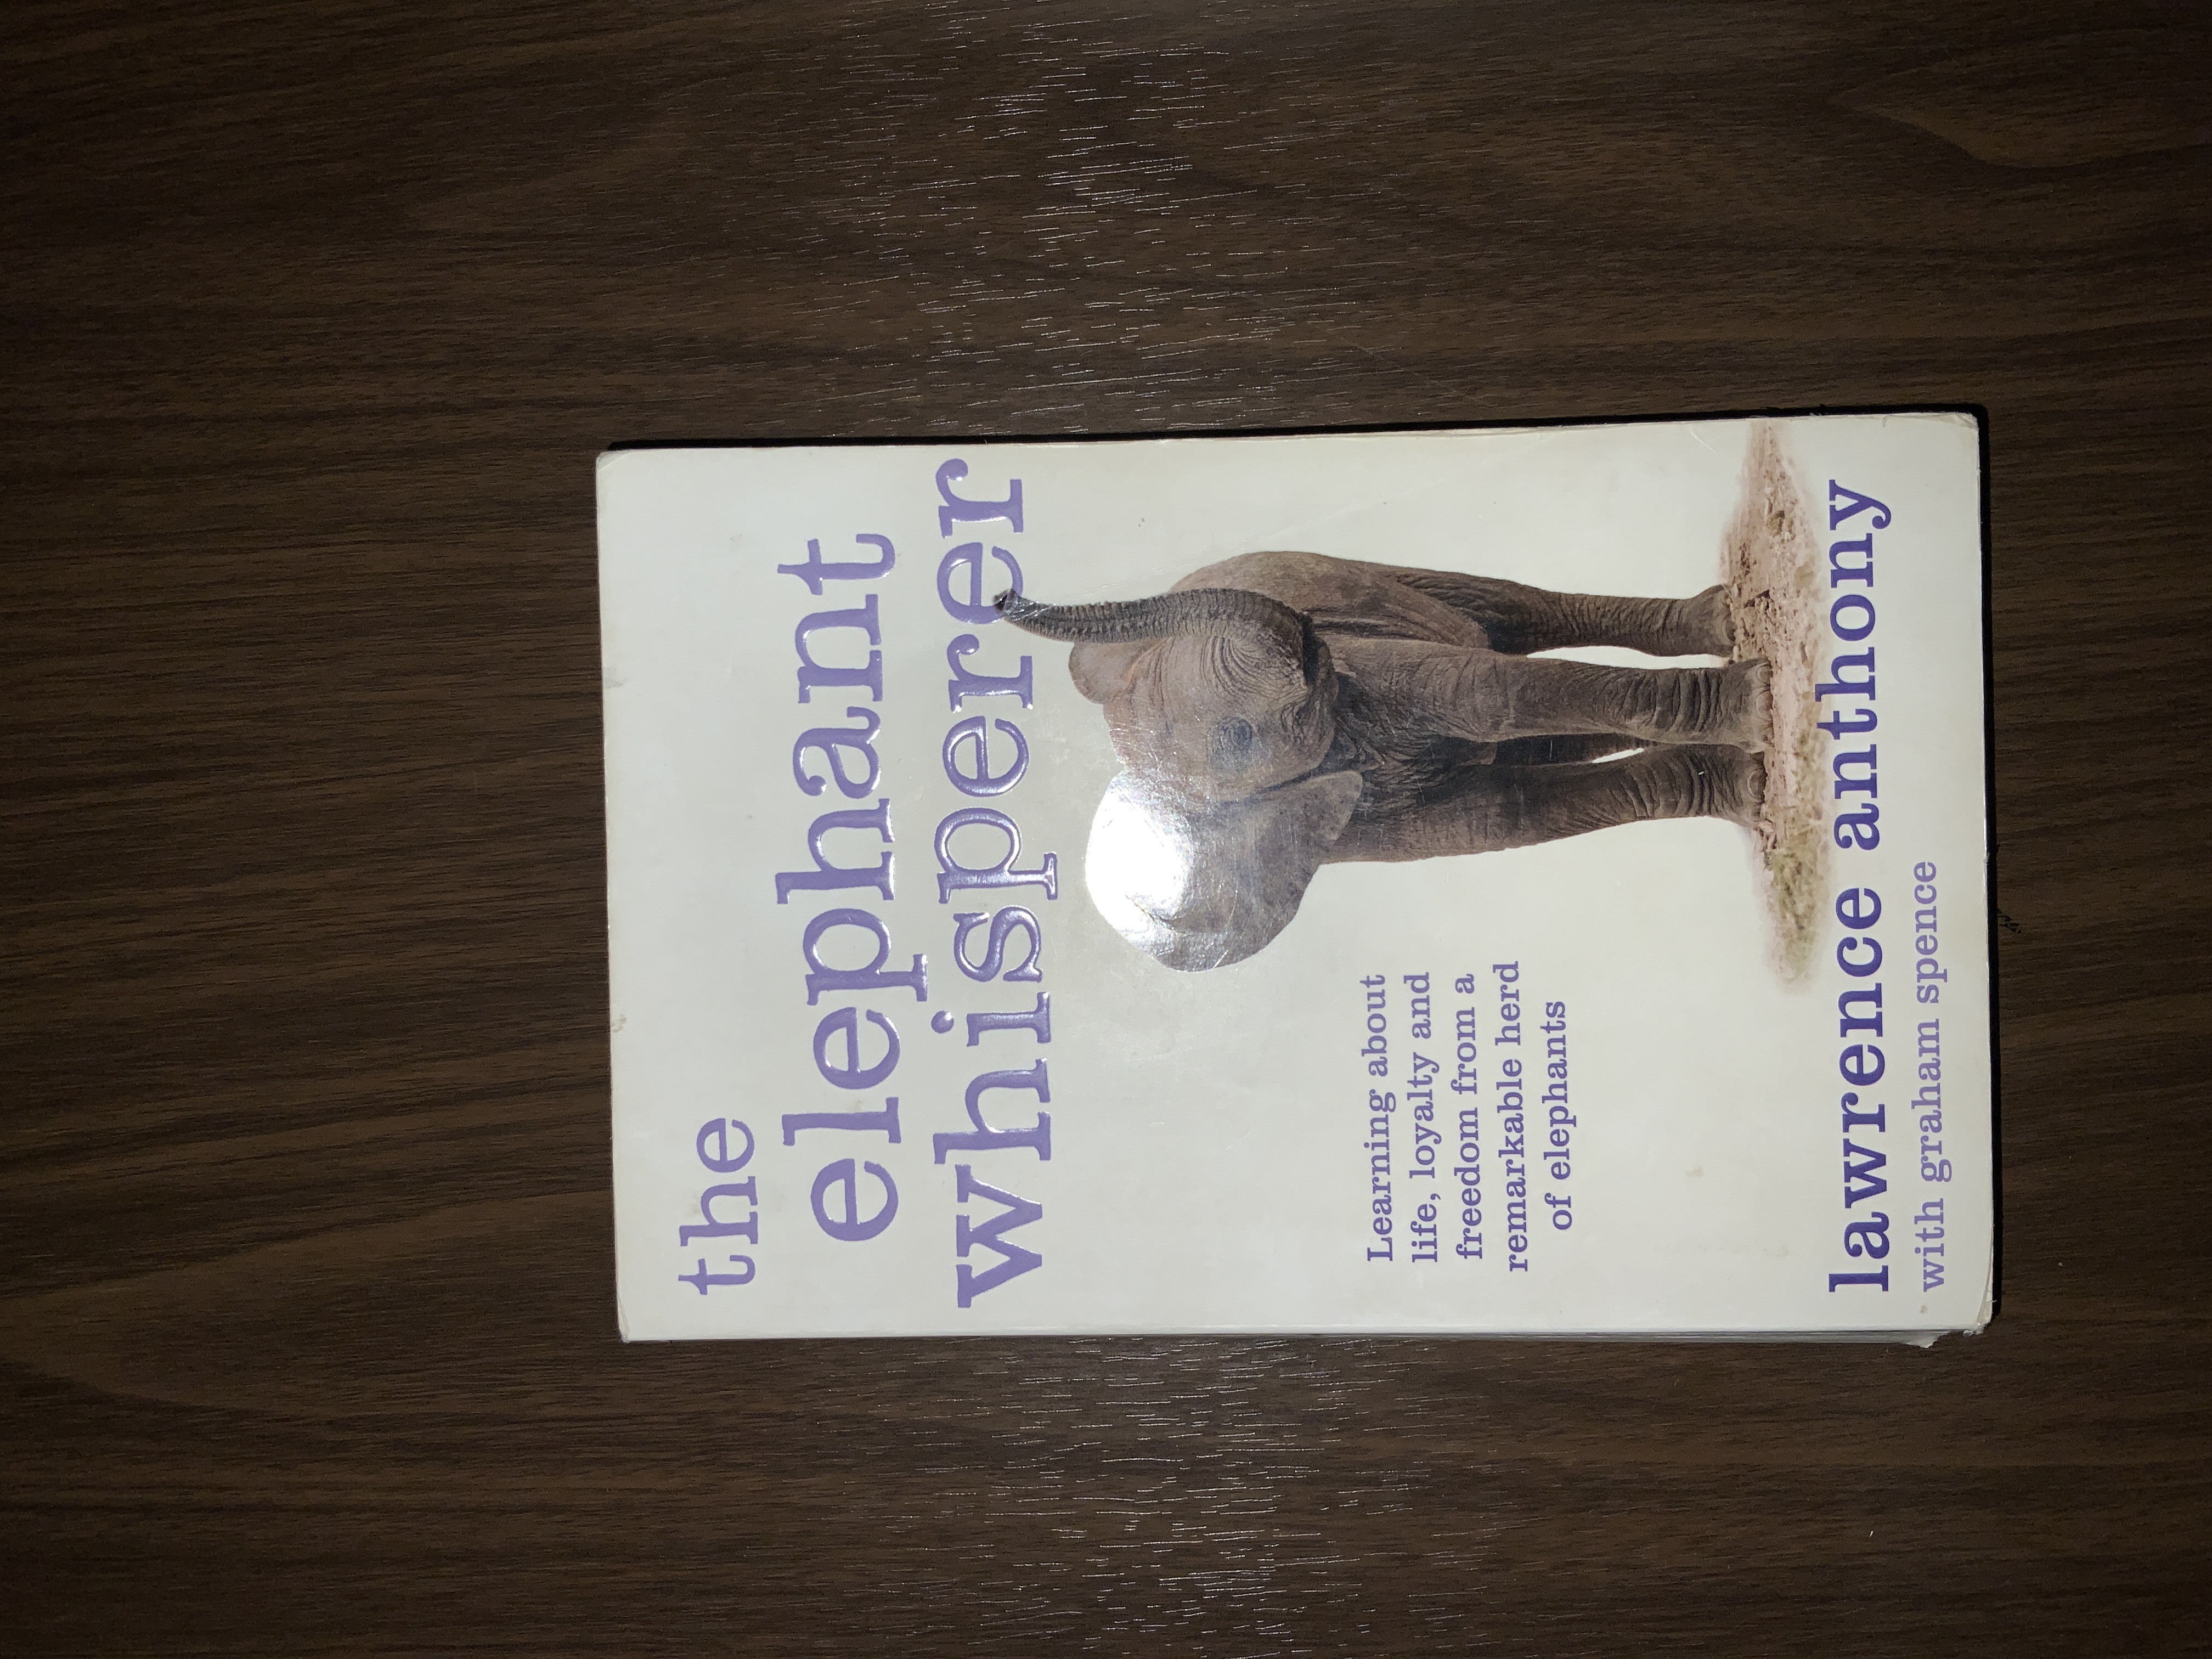 the
elephant
whisperer
Learning about
life, loyalty and
freedom from a
remarkable herd
of elephants
lawrence anthony
with graham spence